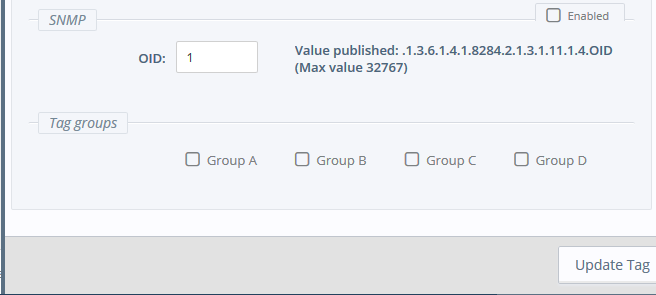 SNMP
Enabled
OID: 1 Value published: .1.3.6.1.4.1.8284.2.1.3.1.11.1.4.OID
(Max value 32767)
Tag groups
Group A Group B Group C Group D
Update Tag